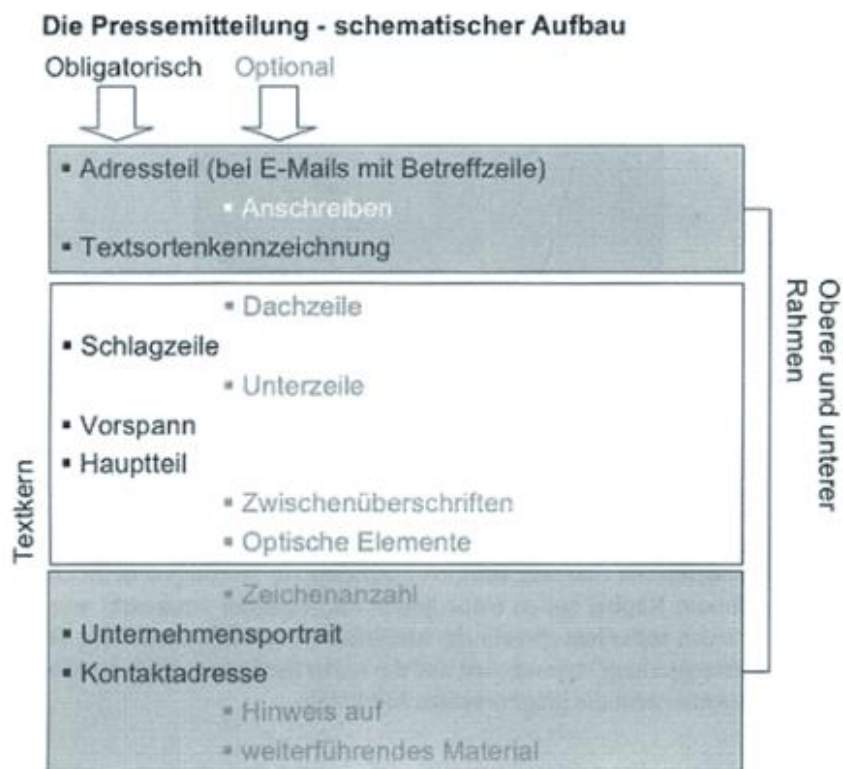 Die Pressemitteilung - schematischer Aufbau
Obligatorisch Optional
▪ Adressteil (bei E-Mails mit Betreffzeile)
▪ Anschreiben
▪ Textsortenkennzeichnung
▪ Dachzeile
▪ Schlagzeile
▪ Unterzeile
▪ Vorspann
▪ Hauptteil
▪ Zwischenüberschriften
▪ Optische Elemente
▪ Zeichenanzahl
▪ Unternehmensportrait
▪ Kontaktadresse
▪ Hinweis auf
▪ weiterführendes Material
Textkern
Oberer und unterer
Rahmen